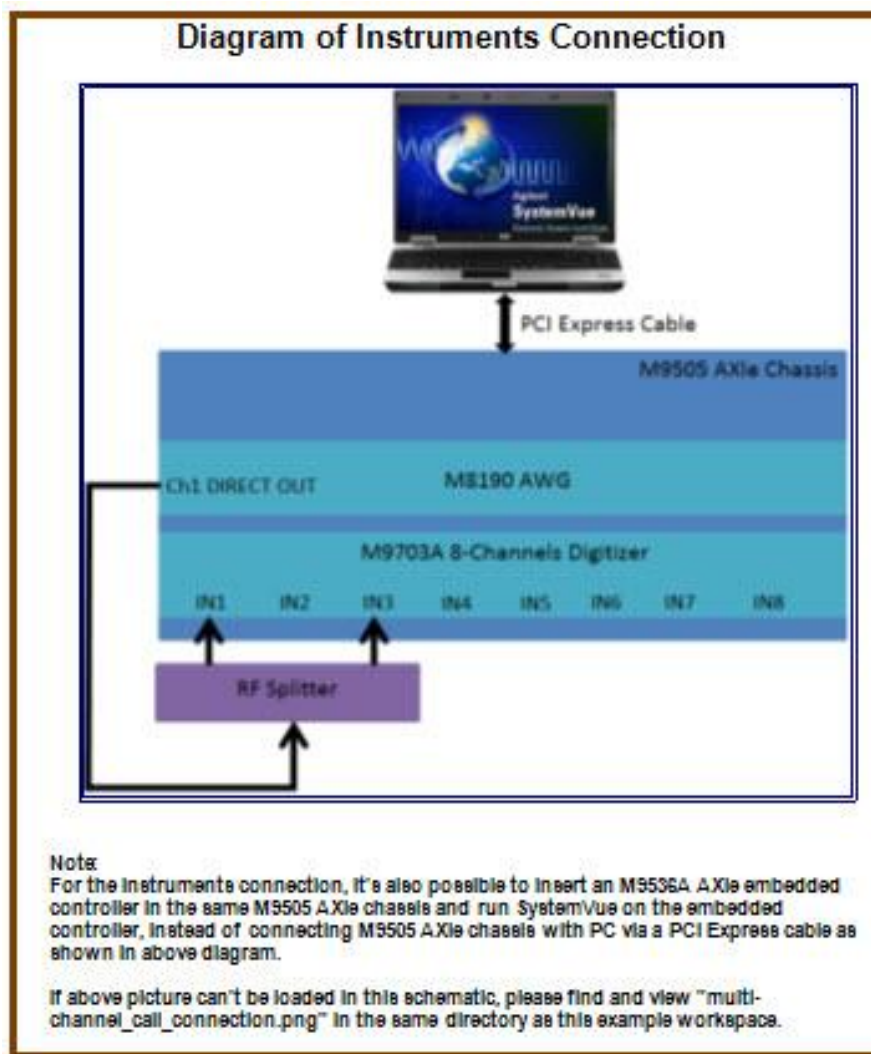 Diagram of Instruments Connection
Agilent
SystemVue
PCI Express Cable
M9505 AXIe Chassis
Ch1 DIRECT OUT
M8190 AWG
M9703A 8-Channels Digitizer
IN1 IN2 IN3 IN4 IN5 IN6 IN7 IN8
RF Splitter
Note:
For the instruments connection, it's also possible to insert an M9536A AXIe embedded
controller in the same M9505 AXIe chassis and run SystemVue on the embedded
controller, instead of connecting M9505 AXIe chassis with PC via a PCI Express cable as
shown in above diagram.
If above picture can't be loaded in this schematic, please find and view "multi-
channel_cali_connection.png" in the same directory as this example workspace.